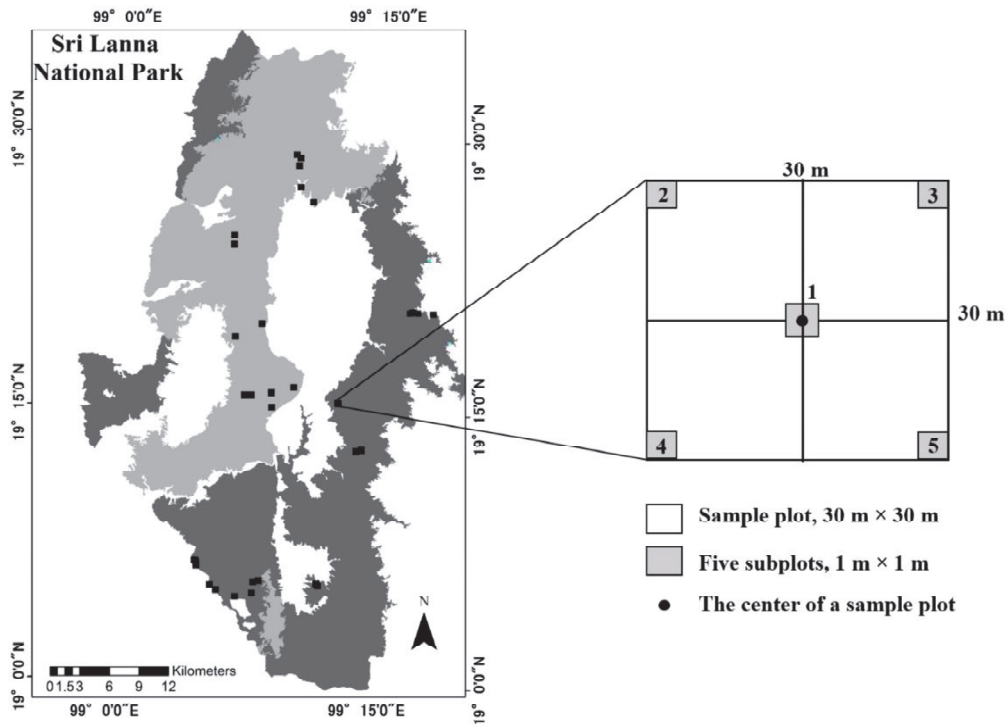 99° 0'0"E
99° 15'0"E
Sri Lanna
National Park
19° 30'0"N
19° 30'0"N
30 m
2
3
1
30 m
19° 15'0"N
19° 15'0"N
4
5
Sample plot, 30 m × 30 m
Five subplots, 1 m × 1 m
The center of a sample plot
N
Kilometers
0 1.5 3 6 9 12
19° 0'0"N
19° 0'0"N
99° 0'0"E
99° 15'0"E